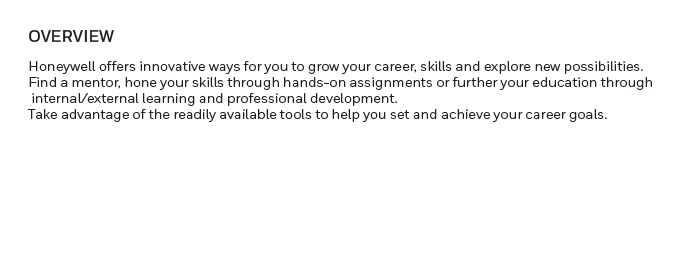 OVERVIEW
Honeywell offers innovative ways for you to grow your career, skills and explore new possibilities.
Find a mentor, hone your skills through hands-on assignments or further your education through
internal/external learning and professional development.
Take advantage of the readily available tools to help you set and achieve your career goals.